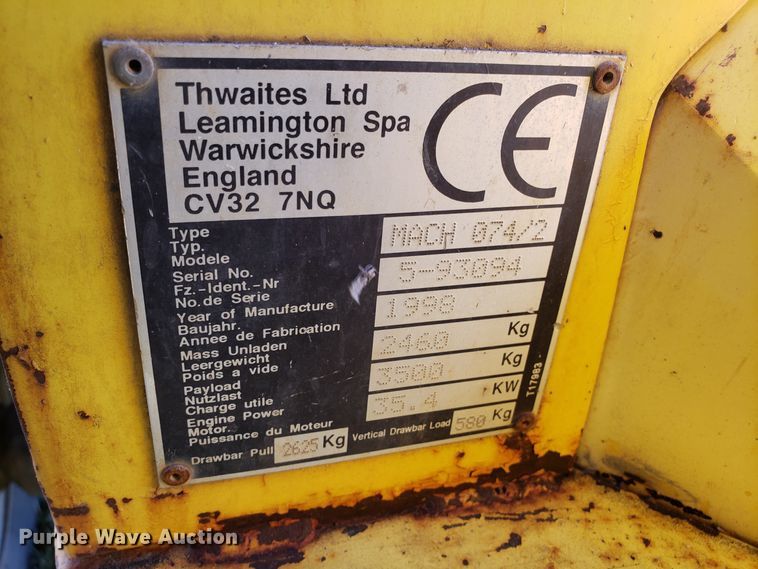 Thwaites Ltd
Leamington Spa
Warwickshire
England
CV32 7NQ
CE
Type
Typ.
Modele
MACH 074/2
Serial No.
Fz.-Ident.-Nr
No.de Serie
5-93094
Year of Manufacture
Baujahr.
Annee de Fabrication
1998
Mass Unladen
Leergewicht
Poids a vide
2460 Kg
Payload
Nutzlast
Charge utile
3500 Kg
Engine Power
Motor.
Puissance du Moteur
35.4 KW
Drawbar Pull 2625 Kg Vertical Drawbar Load 580 Kg
T17983
Purple Wave Auction